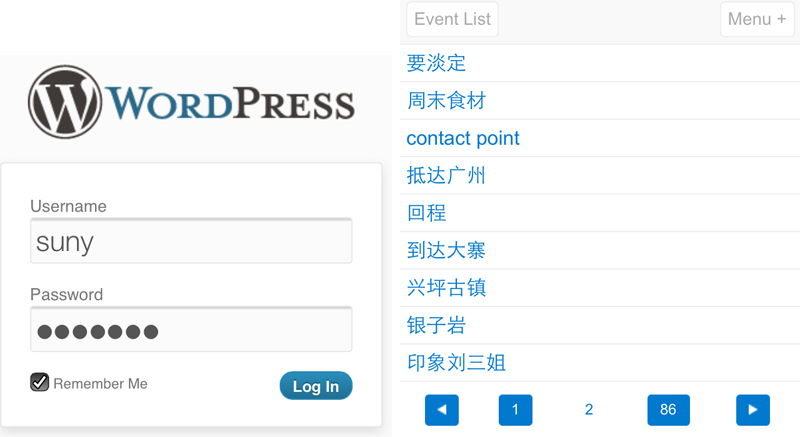 WORDPRESS
Username
suny
Password
Remember Me
Log In
Event List
Menu +
要淡定
周末食材
contact point
抵达广州
回程
到达大寨
兴坪古镇
银子岩
印象刘三姐
1 2 86